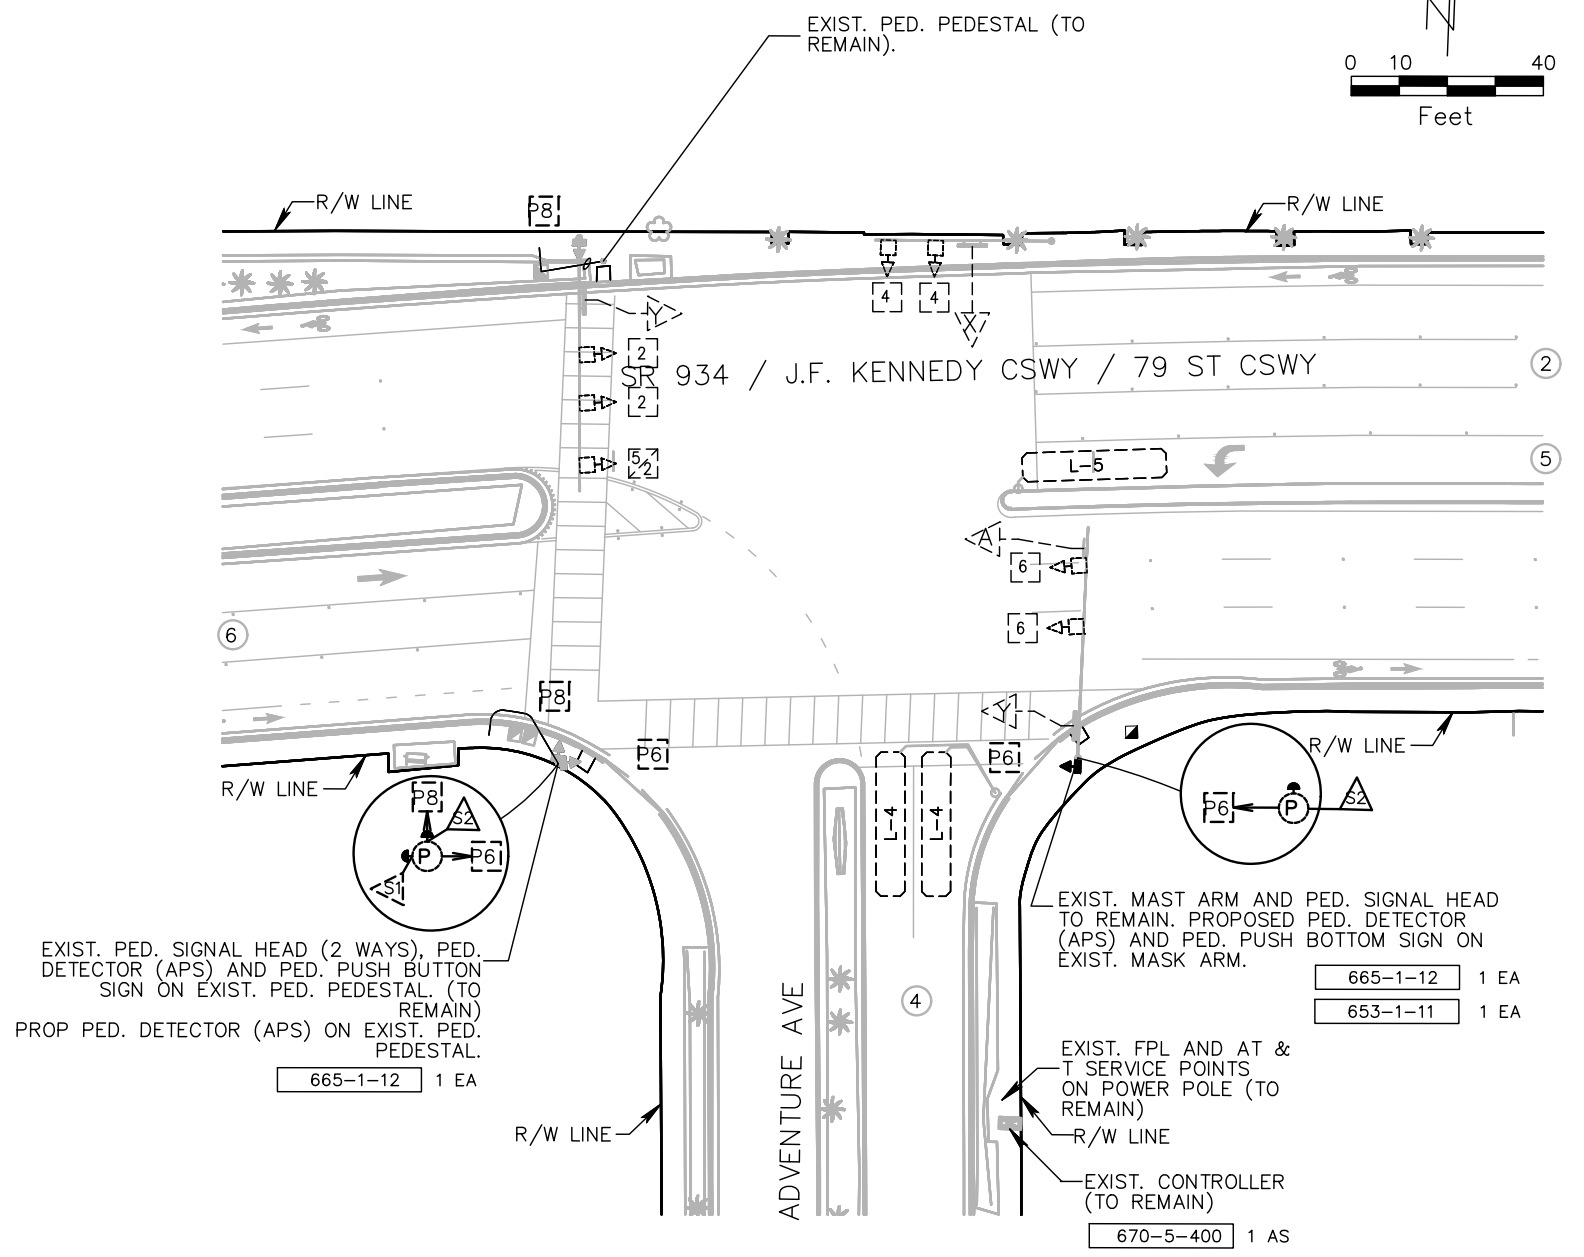 EXIST. PED. PEDESTAL (TO
REMAIN).
N
0 10 40
Feet
R/W LINE
P8
R/W LINE
4
4
Y
X
2
SR 934 / J.F. KENNEDY CSWY / 79 ST CSWY
2
2
5/2
L-5
5
A
6
6
6
P8
Y
P6
P6
R/W LINE
R/W LINE
P8
S2
P
P6
S1
L-4
L-4
P6
P
S2
EXIST. PED. SIGNAL HEAD (2 WAYS), PED.
DETECTOR (APS) AND PED. PUSH BUTTON
SIGN ON EXIST. PED. PEDESTAL. (TO
REMAIN)
PROP PED. DETECTOR (APS) ON EXIST. PED.
PEDESTAL.
665-1-12 1 EA
EXIST. MAST ARM AND PED. SIGNAL HEAD
TO REMAIN. PROPOSED PED. DETECTOR
(APS) AND PED. PUSH BOTTOM SIGN ON
EXIST. MASK ARM.
665-1-12 1 EA
653-1-11 1 EA
4
ADVENTURE AVE
EXIST. FPL AND AT &
T SERVICE POINTS
ON POWER POLE (TO
REMAIN)
R/W LINE
R/W LINE
EXIST. CONTROLLER
(TO REMAIN)
670-5-400 1 AS